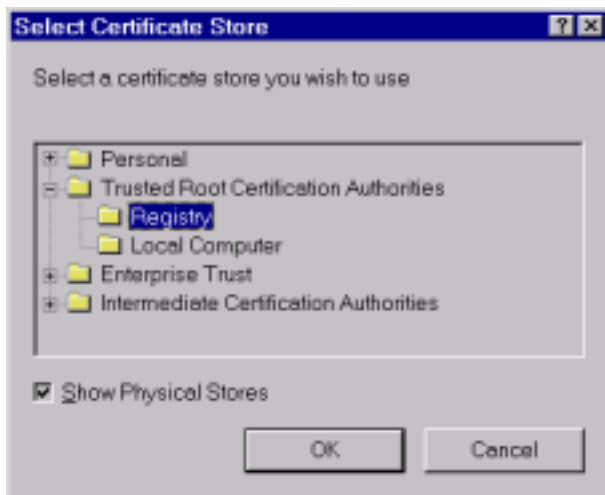 Select Certificate Store
Select a certificate store you wish to use
Personal
Trusted Root Certification Authorities
Registry
Local Computer
Enterprise Trust
Intermediate Certification Authorities
Show Physical Stores
OK Cancel